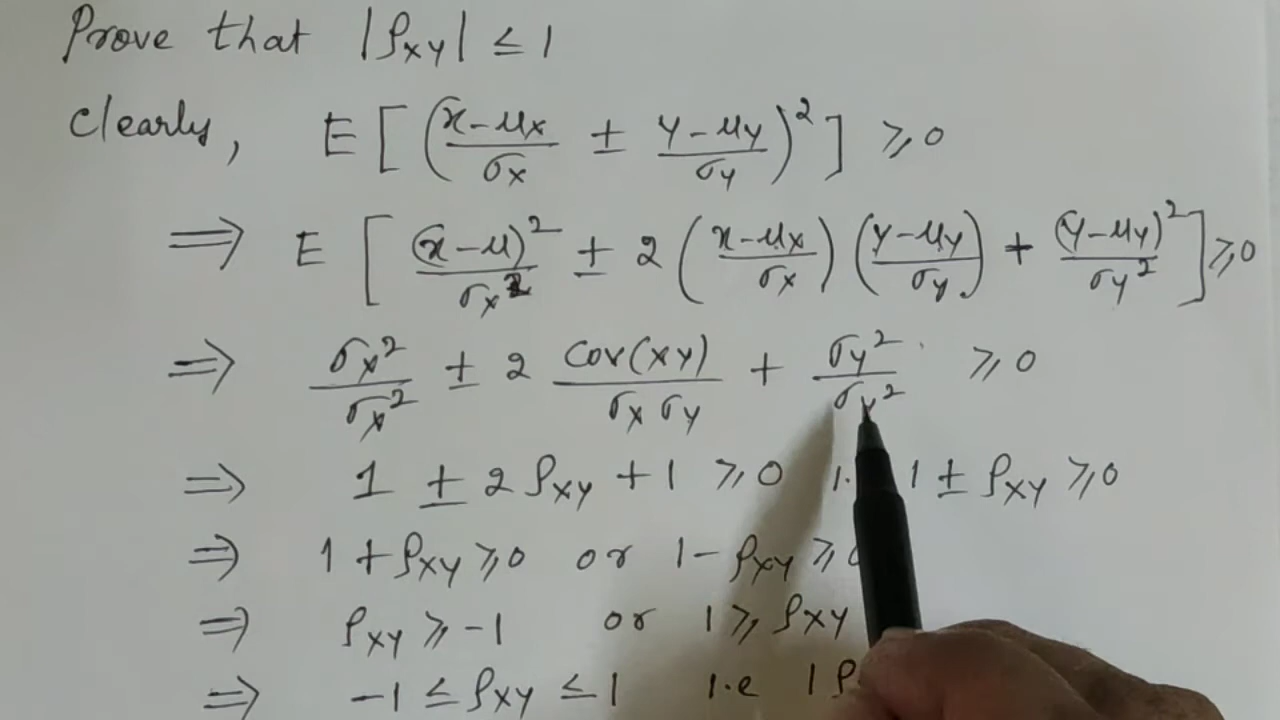 Prove that |ρxy| ≤ 1
Clearly, E[((x-μx)/σx ± (y-μy)/σy)²] ≥ 0
⇒ E[(x-μ)²/σx² ± 2((x-μx)/σx)((y-μy)/σy) + (y-μy)²/σy²] ≥ 0
⇒ σx²/σx² ± 2 Cov(xy)/(σx σy) + σy²/σy² ≥ 0
⇒ 1 ± 2ρxy + 1 ≥ 0 1 ± ρxy ≥ 0
⇒ 1 + ρxy ≥ 0 or 1 - ρxy ≥
⇒ ρxy ≥ -1 or 1 ≥ ρxy
⇒ -1 ≤ ρxy ≤ 1 i.e |ρ